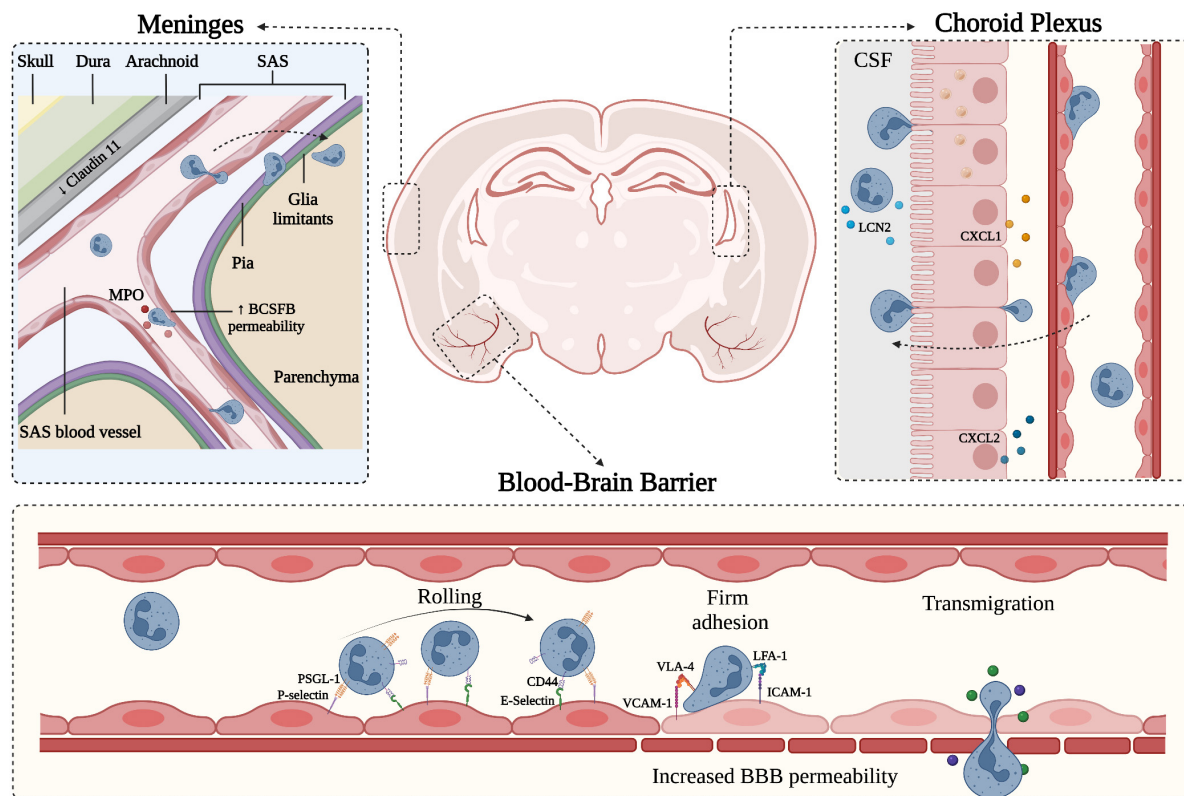 Meninges
Choroid Plexus
Skull Dura Arachnoid SAS
↓ Claudin 11
Glia
limitants
Pia
MPO
↑ BCSFB
permeability
Parenchyma
SAS blood vessel
CSF
LCN2
CXCL1
CXCL2
Blood-Brain Barrier
Rolling
Firm
adhesion
Transmigration
PSGL-1
P-selectin
CD44
E-Selectin
VLA-4
LFA-1
VCAM-1
ICAM-1
Increased BBB permeability